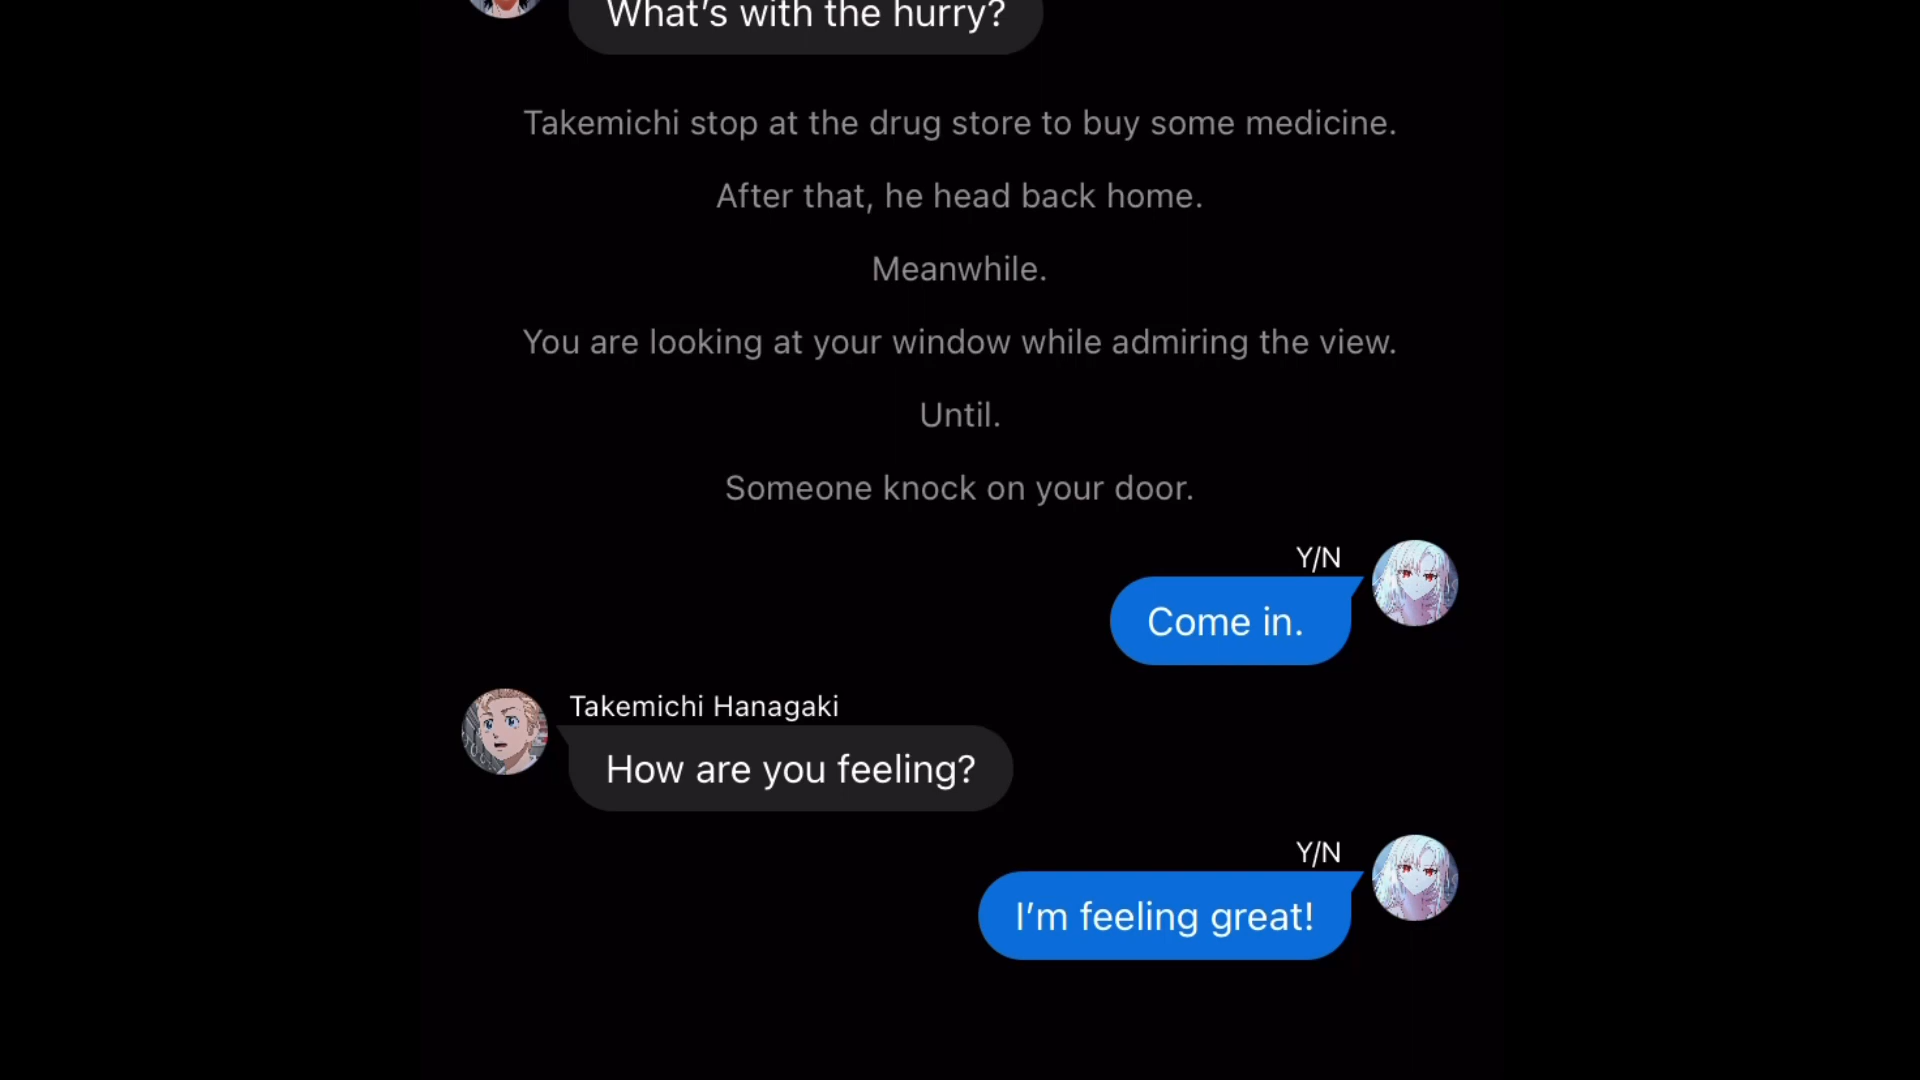 What’s with the hurry?
Takemichi stop at the drug store to buy some medicine.
After that, he head back home.
Meanwhile.
You are looking at your window while admiring the view.
Until.
Someone knock on your door.
Y/N
Come in.
Takemichi Hanagaki
How are you feeling?
Y/N
I’m feeling great!